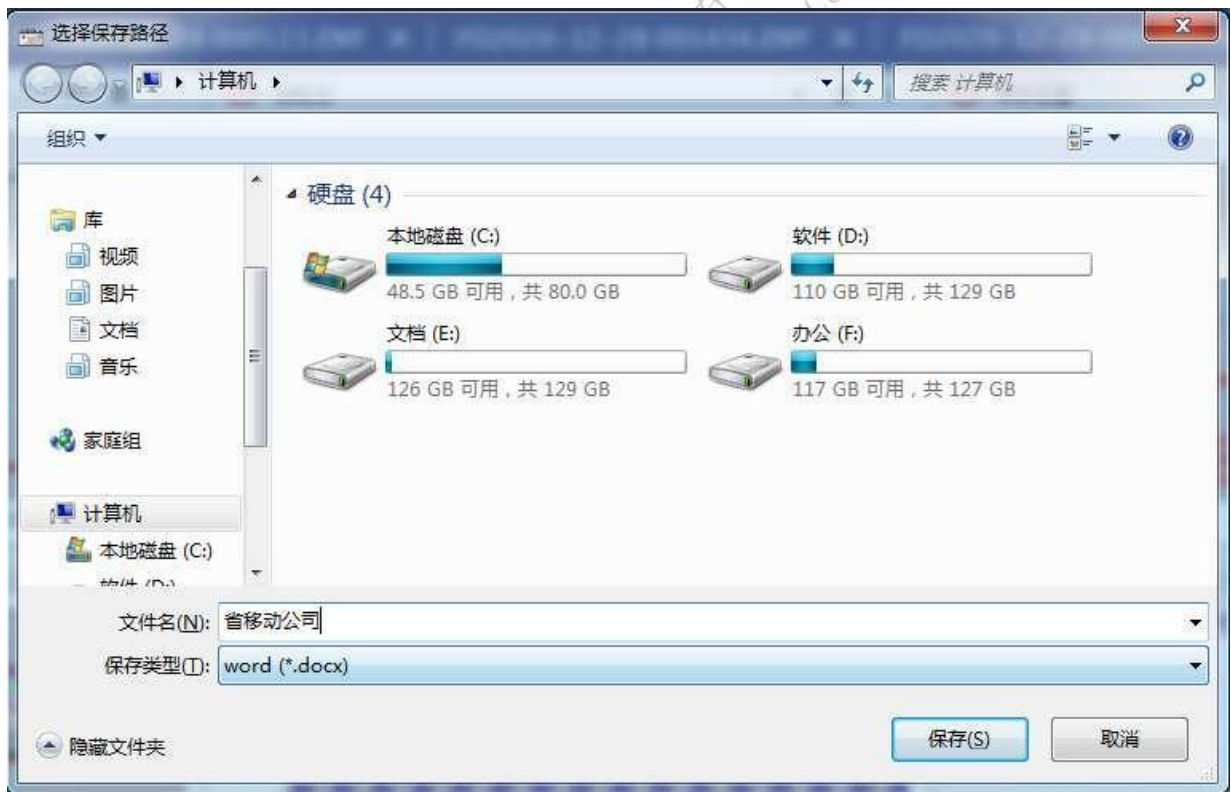 选择保存路径
计算机
搜索 计算机
组织
库
视频
图片
文档
音乐
家庭组
计算机
本地磁盘 (C:)
软件 (D:)
硬盘 (4)
本地磁盘 (C:)
48.5 GB 可用，共 80.0 GB
软件 (D:)
110 GB 可用，共 129 GB
文档 (E:)
126 GB 可用，共 129 GB
办公 (F:)
117 GB 可用，共 127 GB
文件名(N): 省移动公司
保存类型(T): word (*.docx)
隐藏文件夹
保存(S)
取消